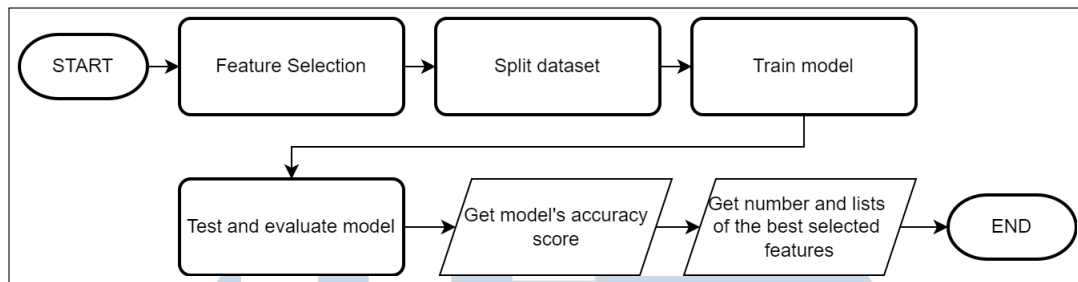 START
Feature Selection
Split dataset
Train model
Test and evaluate model
Get model's accuracy
score
Get number and lists
of the best selected
features
END